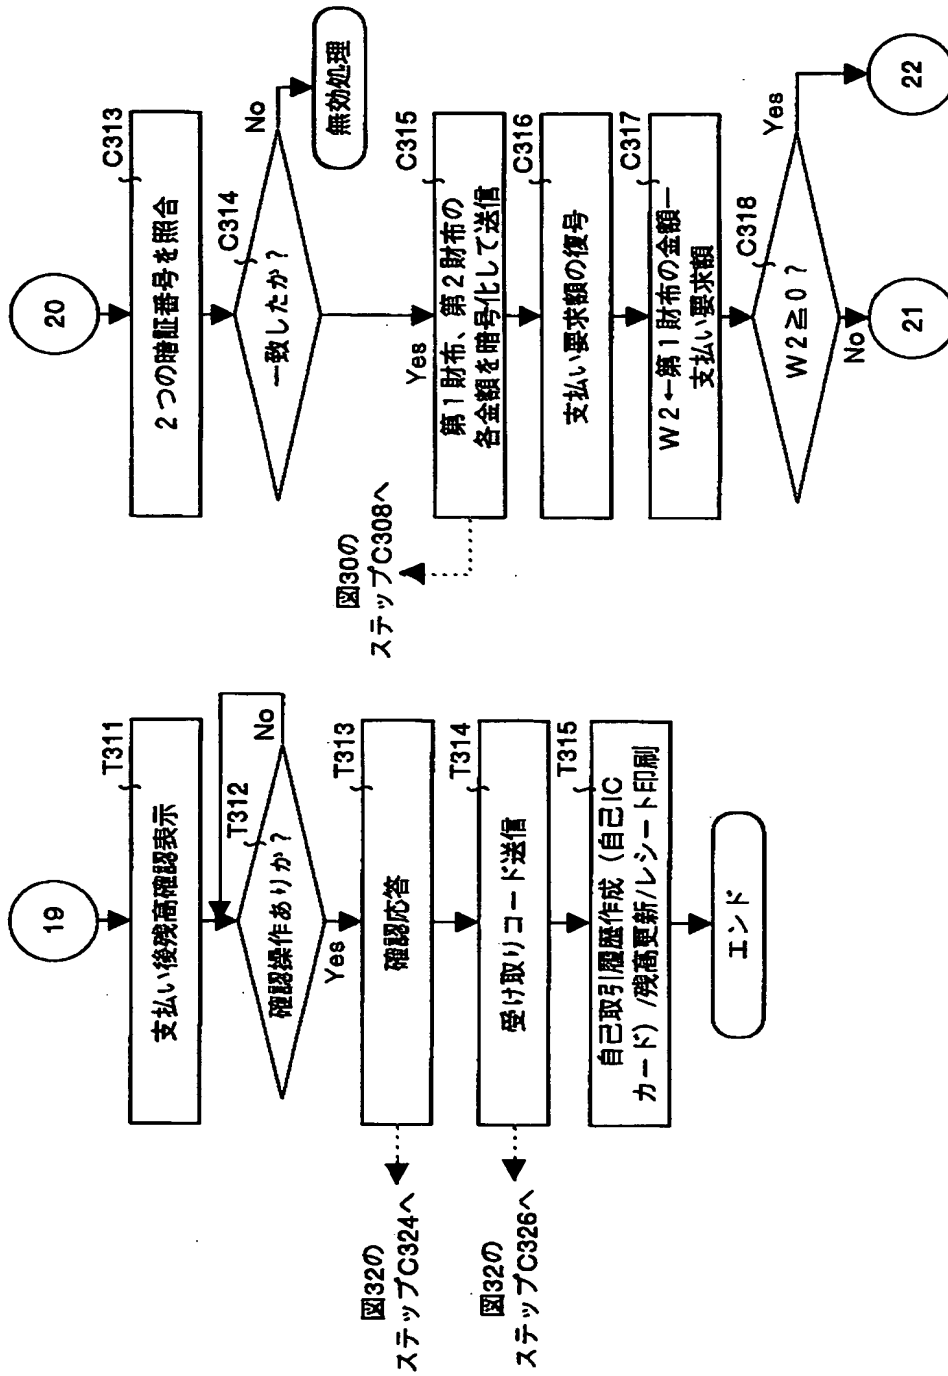 19
T311
支払い後残高確認表示
T312
確認操作ありか？
No
Yes
T313
確認応答
図32の
ステップC324へ
T314
受け取りコード送信
図32の
ステップC326へ
T315
自己取引履歴作成（自己IC
カード）/残高更新/レシート印刷
エンド
20
C313
2つの暗証番号を照合
C314
一致したか？
No
無効処理
Yes
C315
第1財布、第2財布の
各金額を暗号化して送信
図30の
ステップC308へ
C316
支払い要求額の復号
C317
W2←第1財布の金額－
支払い要求額
C318
W2≧0？
Yes
22
No
21